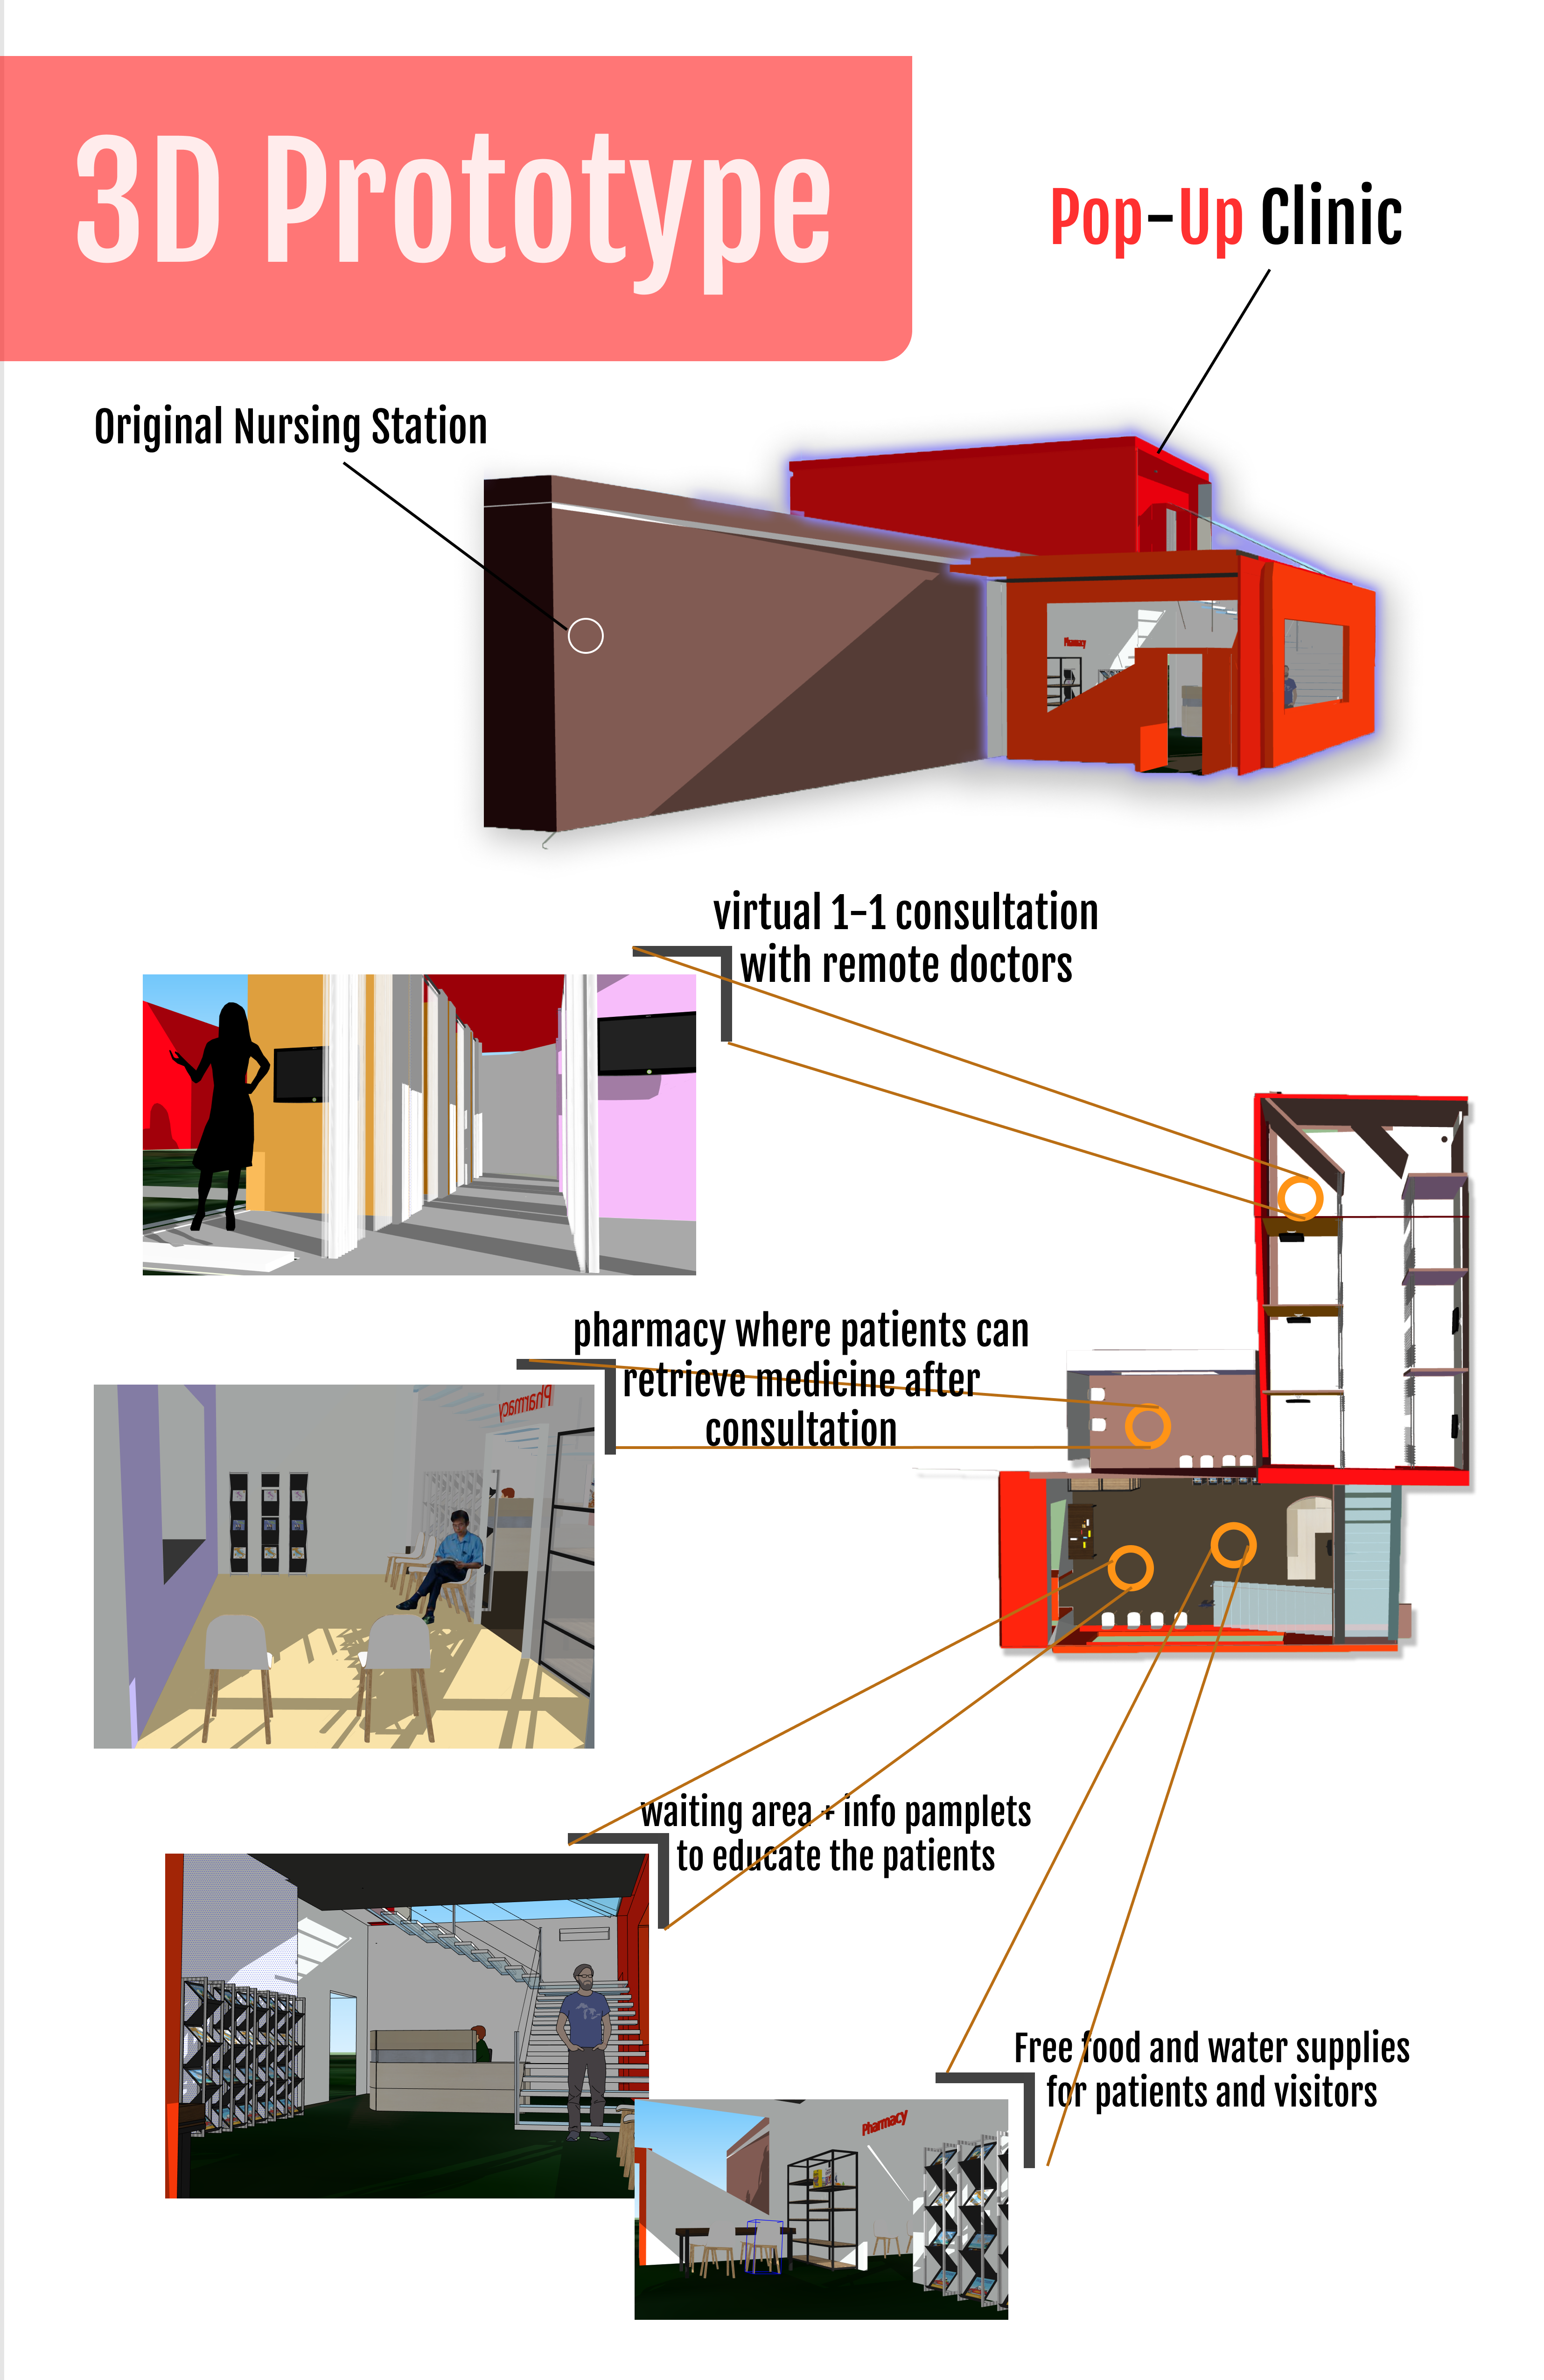 3D Prototype
Pop-Up Clinic
Original Nursing Station
Pharmacy
virtual 1-1 consultation
with remote doctors
pharmacy where patients can
retrieve medicine after
consultation
Pharmacy
waiting area + info pamplets
to educate the patients
Free food and water supplies
for patients and visitors
Pharmacy